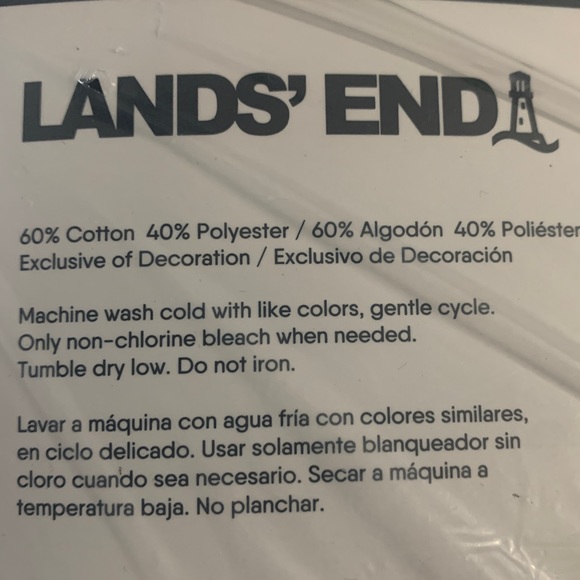 LANDS' END
60% Cotton 40% Polyester / 60% Algodón 40% Poliéster
Exclusive of Decoration / Exclusivo de Decoración
Machine wash cold with like colors, gentle cycle.
Only non-chlorine bleach when needed.
Tumble dry low. Do not iron.
Lavar a máquina con agua fría con colores similares,
en ciclo delicado. Usar solamente blanqueador sin
cloro cuando sea necesario. Secar a máquina a
temperatura baja. No planchar.